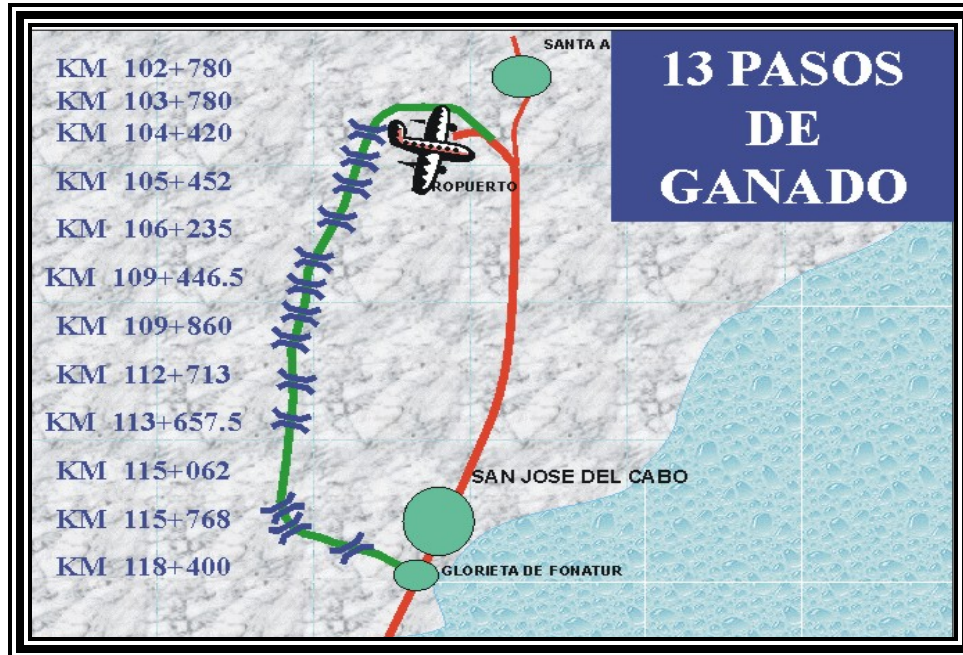 KM 102+780
KM 103+780
KM 104+420
KM 105+452
KM 106+235
KM 109+446.5
KM 109+860
KM 112+713
KM 113+657.5
KM 115+062
KM 115+768
KM 118+400
SANTA A
ROPUERTO
SAN JOSE DEL CABO
GLORIETA DE FONATUR
13 PASOS
DE
GANADO